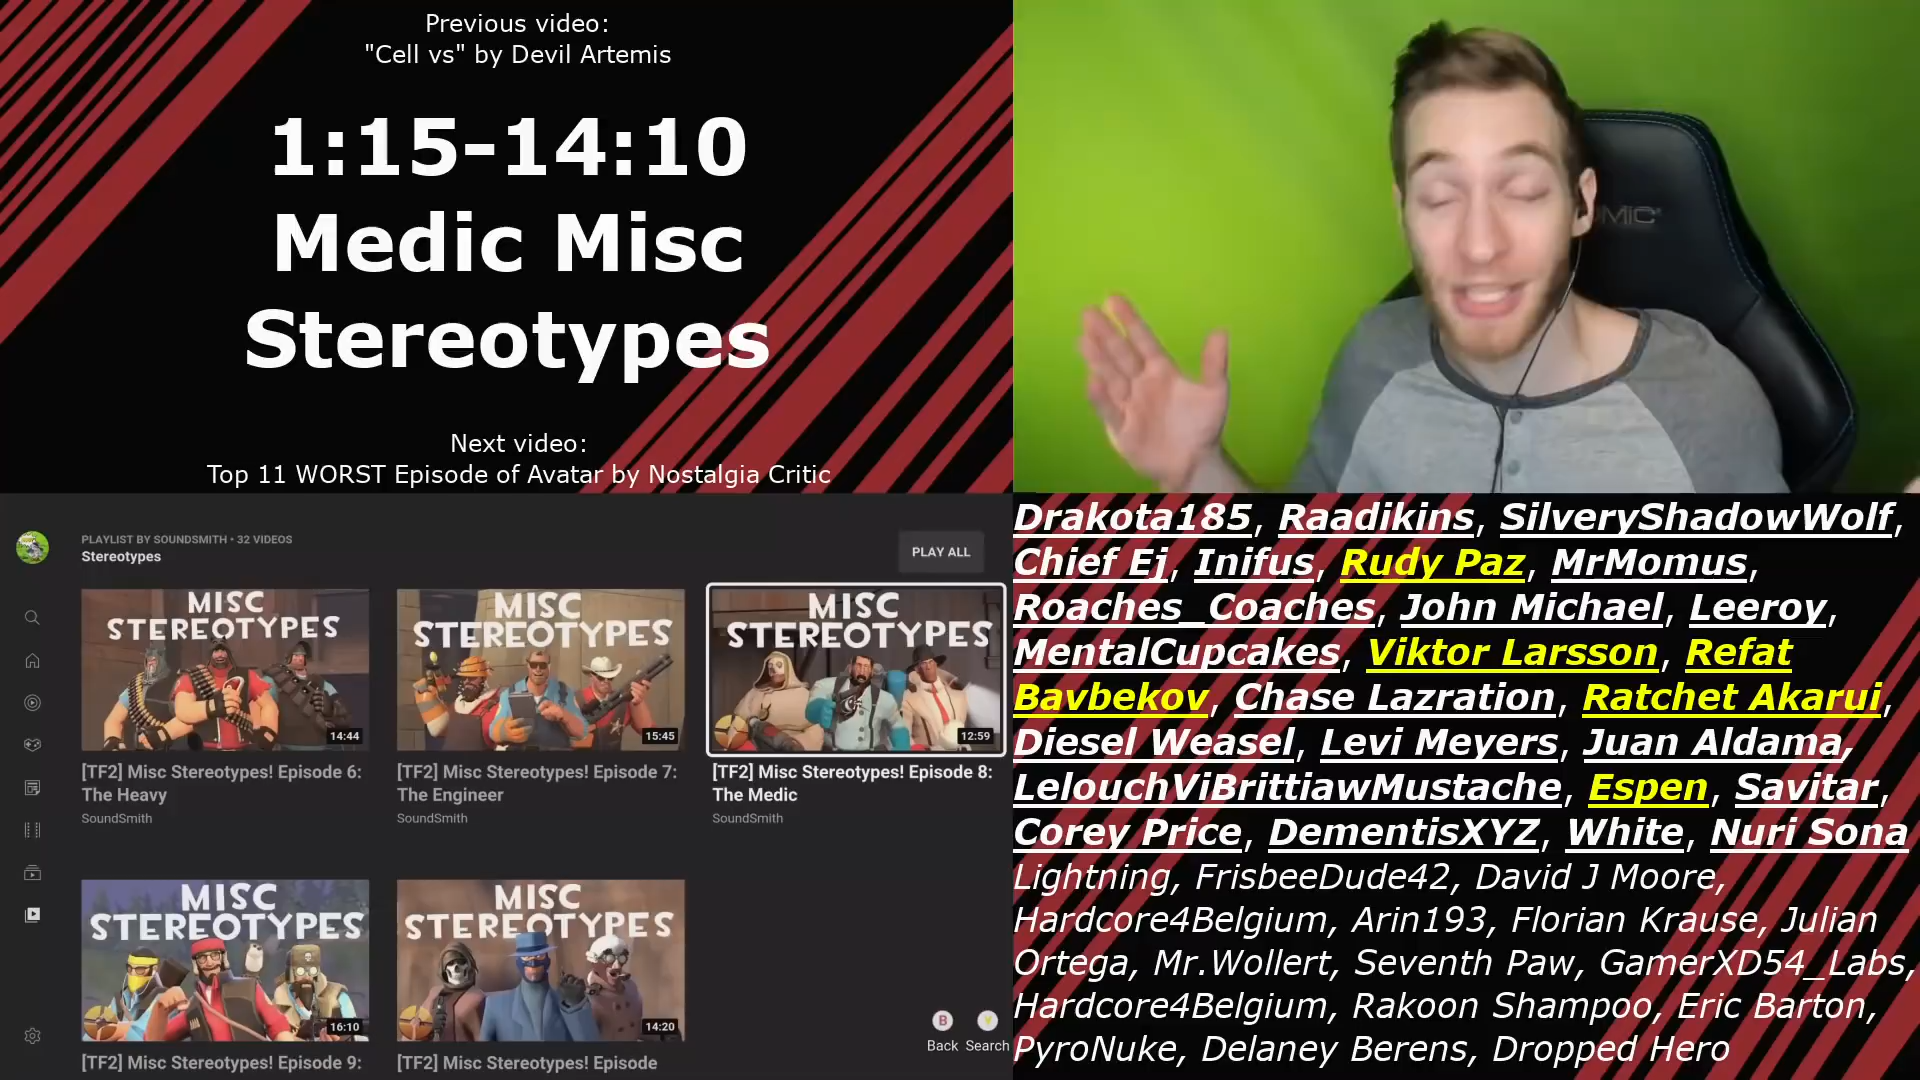 Previous video:
"Cell vs" by Devil Artemis
1:15-14:10
Medic Misc
Stereotypes
Next video:
Top 11 WORST Episode of Avatar by Nostalgia Critic
PLAYLIST BY SOUNDSMITH • 32 VIDEOS
Stereotypes
PLAY ALL
MISC
STEREOTYPES
14:44
[TF2] Misc Stereotypes! Episode 6:
The Heavy
SoundSmith
MISC
STEREOTYPES
15:45
[TF2] Misc Stereotypes! Episode 7:
The Engineer
SoundSmith
MISC
STEREOTYPES
12:59
[TF2] Misc Stereotypes! Episode 8:
The Medic
SoundSmith
MISC
STEREOTYPES
16:10
[TF2] Misc Stereotypes! Episode 9:
MISC
STEREOTYPES
14:20
[TF2] Misc Stereotypes! Episode
B
Y
Back Search
Drakota185, Raadikins, SilveryShadowWolf,
Chief Ej, Inifus, Rudy Paz, MrMomus,
Roaches_Coaches, John Michael, Leeroy,
MentalCupcakes, Viktor Larsson, Refat
Bavbekov, Chase Lazration, Ratchet Akarui,
Diesel Weasel, Levi Meyers, Juan Aldama,
LelouchViBrittiawMustache, Espen, Savitar,
Corey Price, DementisXYZ, White, Nuri Sona
Lightning, FrisbeeDude42, David J Moore,
Hardcore4Belgium, Arin193, Florian Krause, Julian
Ortega, Mr.Wollert, Seventh Paw, GamerXD54_Labs,
Hardcore4Belgium, Rakoon Shampoo, Eric Barton,
PyroNuke, Delaney Berens, Dropped Hero